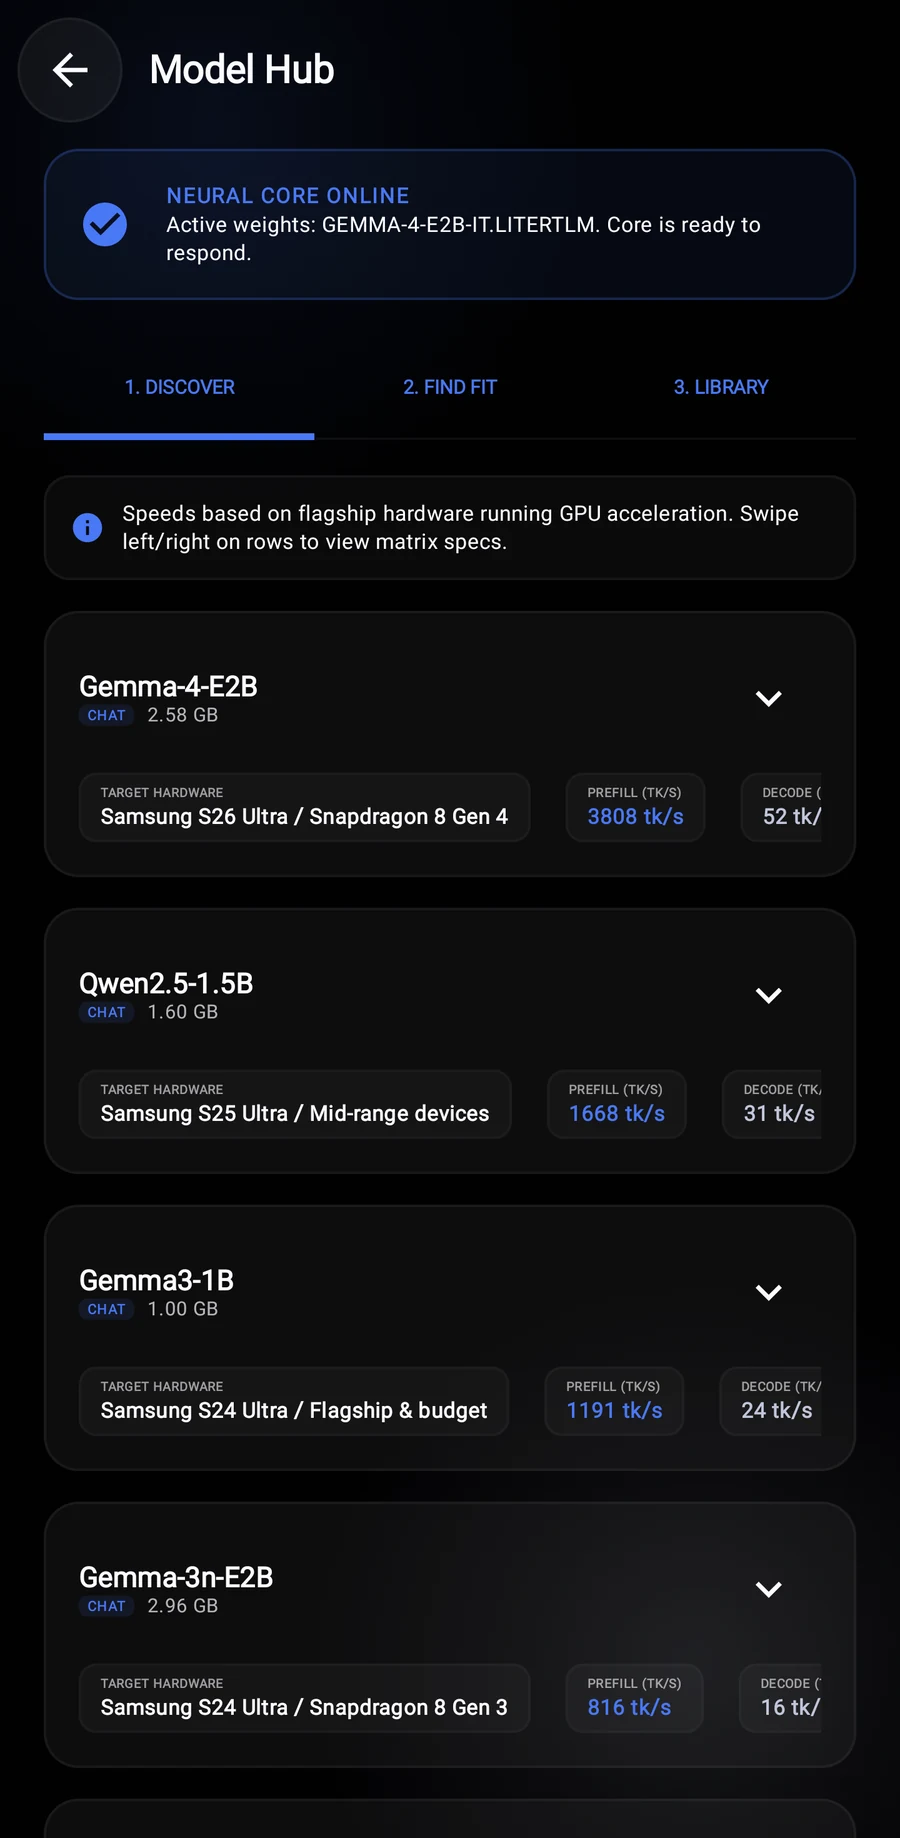 Model Hub
NEURAL CORE ONLINE
Active weights: GEMMA-4-E2B-IT.LITERTLM. Core is ready to
respond.
1. DISCOVER
2. FIND FIT
3. LIBRARY
Speeds based on flagship hardware running GPU acceleration. Swipe
left/right on rows to view matrix specs.
Gemma-4-E2B
CHAT 2.58 GB
TARGET HARDWARE
Samsung S26 Ultra / Snapdragon 8 Gen 4
PREFILL (TK/S)
3808 tk/s
DECODE (
52 tk/
Qwen2.5-1.5B
CHAT 1.60 GB
TARGET HARDWARE
Samsung S25 Ultra / Mid-range devices
PREFILL (TK/S)
1668 tk/s
DECODE (TK/
31 tk/s
Gemma3-1B
CHAT 1.00 GB
TARGET HARDWARE
Samsung S24 Ultra / Flagship & budget
PREFILL (TK/S)
1191 tk/s
DECODE (TK/
24 tk/s
Gemma-3n-E2B
CHAT 2.96 GB
TARGET HARDWARE
Samsung S24 Ultra / Snapdragon 8 Gen 3
PREFILL (TK/S)
816 tk/s
DECODE (
16 tk/